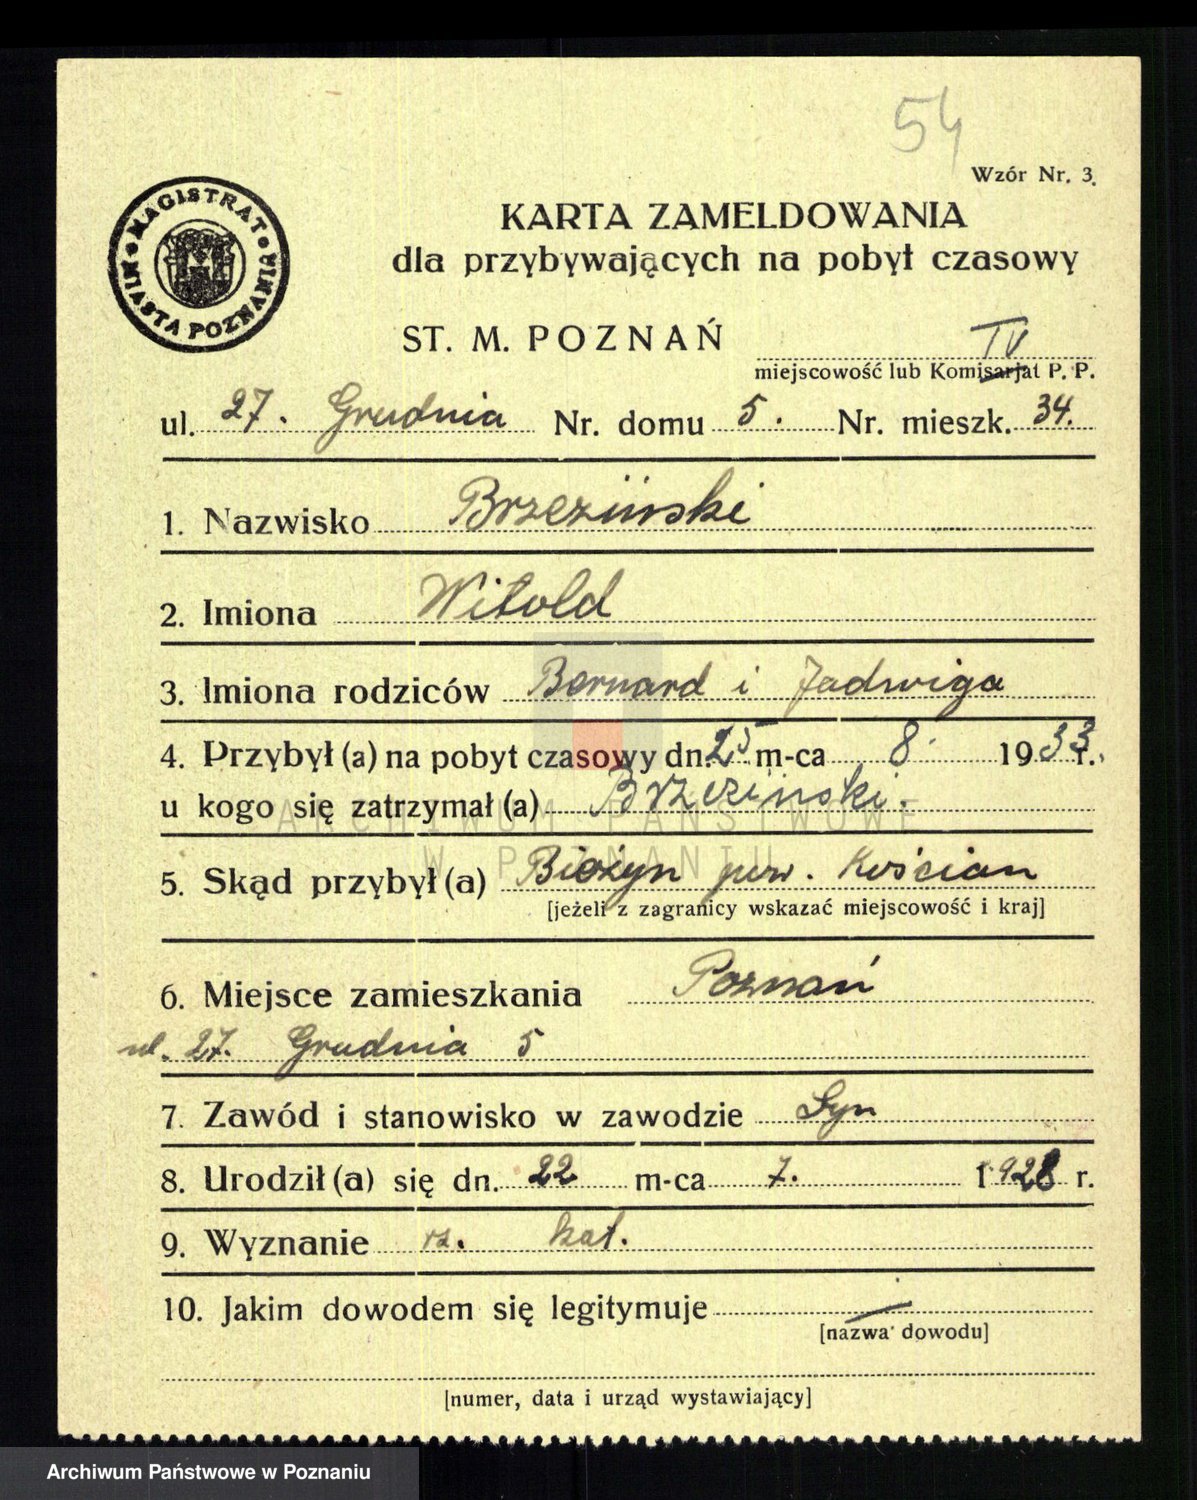 54
Wzór Nr. 3.
MAGISTRAT MIASTA POZNANIA
KARTA ZAMELDOWANIA
dla przybywających na pobyt czasowy
ST. M. POZNAŃ IV
miejscowość lub Komisarjat P. P.
ul. 27. Grudnia Nr. domu 5. Nr. mieszk. 34.
1. Nazwisko Brzeziński
2. Imiona Witold
3. Imiona rodziców Bernard i Jadwiga
4. Przybył (a) na pobyt czasowy dn. 25 m-ca 8. 1933 r.
u kogo się zatrzymał (a) Brzeziński.
ARCHIWUM PAŃSTWOWE
W POZNANIU
5. Skąd przybył (a) Bieżyn pow. Kościan
[jeżeli z zagranicy wskazać miejscowość i kraj]
6. Miejsce zamieszkania Poznań
ul. 27. Grudnia 5
7. Zawód i stanowisko w zawodzie Syn
8. Urodził (a) się dn. 22 m-ca 7. 1928 r.
9. Wyznanie rz. kat.
10. Jakim dowodem się legitymuje —
[nazwa dowodu]
[numer, data i urząd wystawiający]
Archiwum Państwowe w Poznaniu